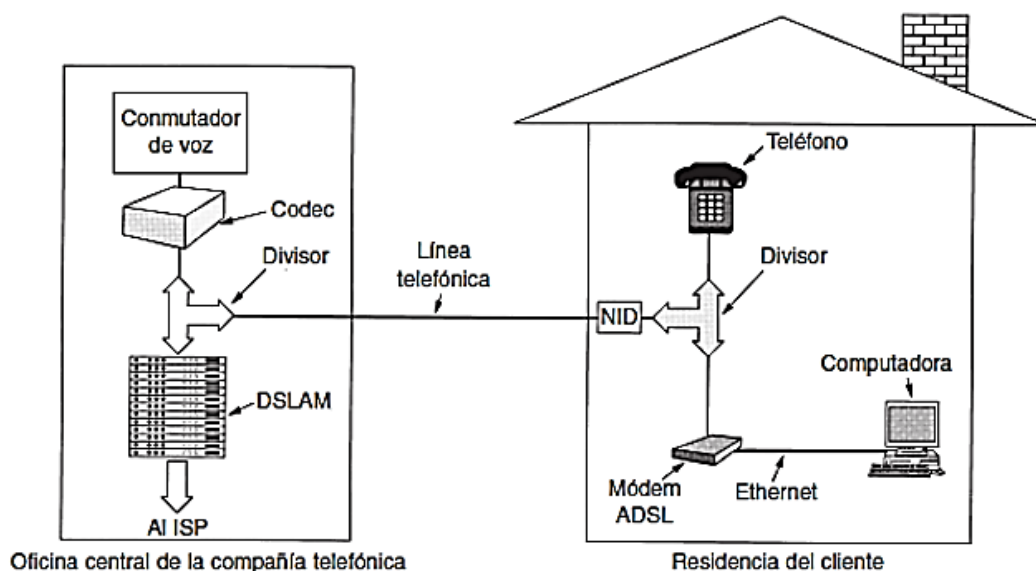 Conmutador
de voz
Codec
Divisor
DSLAM
Al ISP
Oficina central de la compañía telefónica
Línea
telefónica
Teléfono
Divisor
NID
Computadora
Módem
ADSL
Ethernet
Residencia del cliente